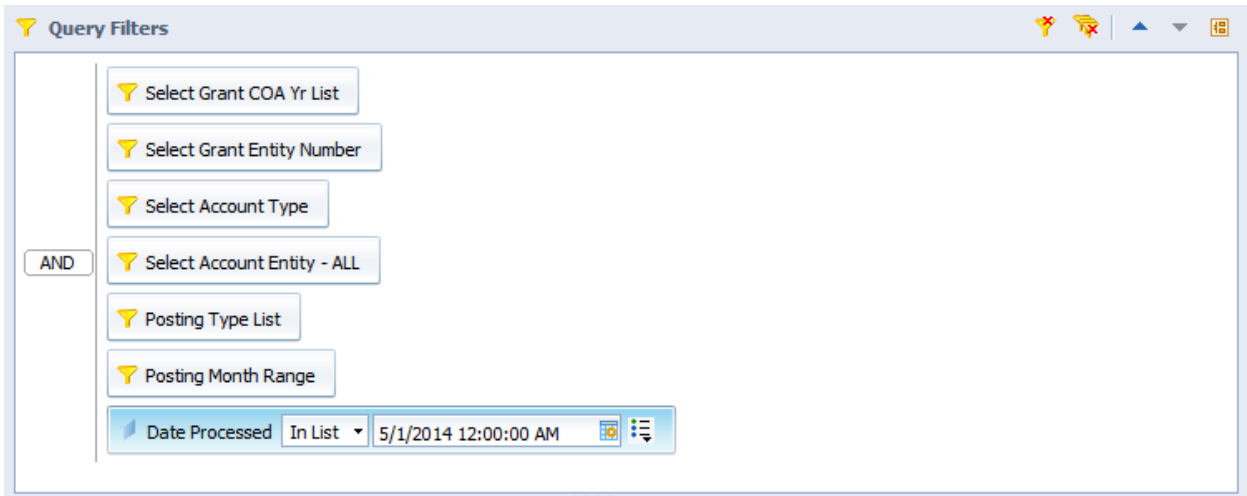 Query Filters
Select Grant COA Yr List
Select Grant Entity Number
Select Account Type
AND
Select Account Entity - ALL
Posting Type List
Posting Month Range
Date Processed In List 5/1/2014 12:00:00 AM